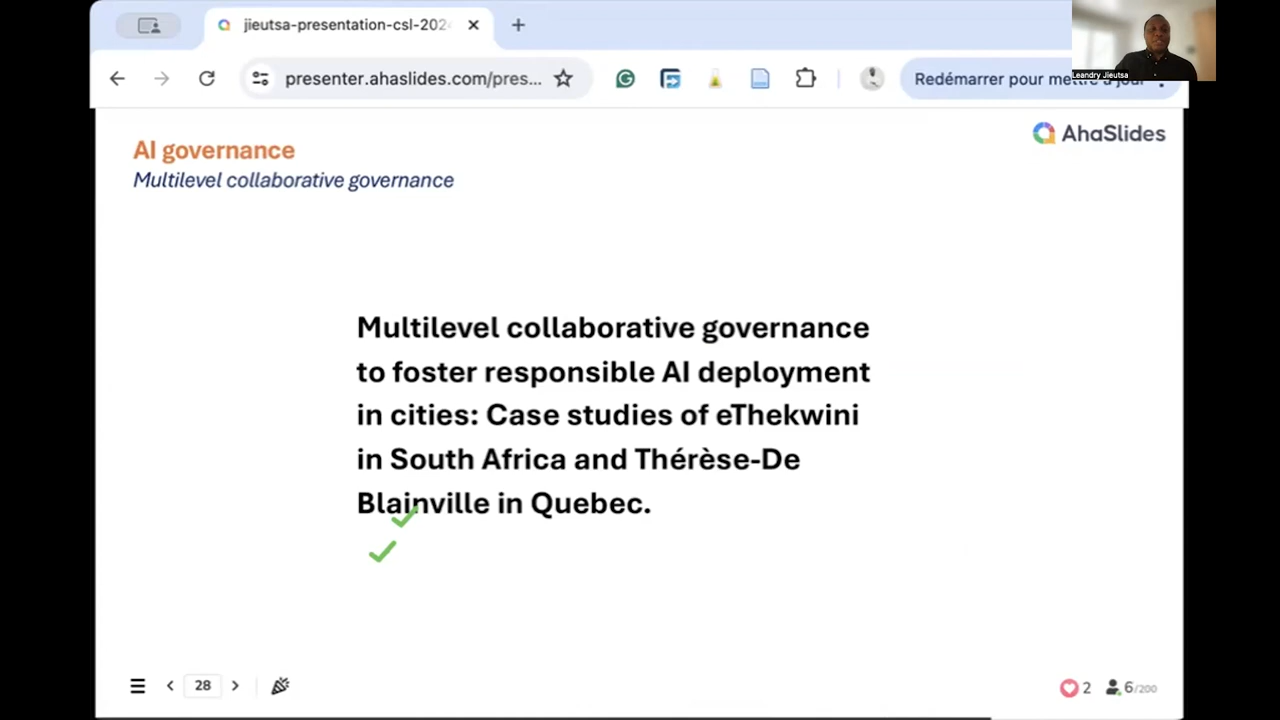 jieutsa-presentation-csl-202
presenter.ahaslides.com/pres...
Redémarrer pour mettre à jour
Leandry Jieutsa
AI governance
Multilevel collaborative governance
AhaSlides
Multilevel collaborative governance
to foster responsible AI deployment
in cities: Case studies of eThekwini
in South Africa and Thérèse-De
Blainville in Quebec.
28
2
6/200